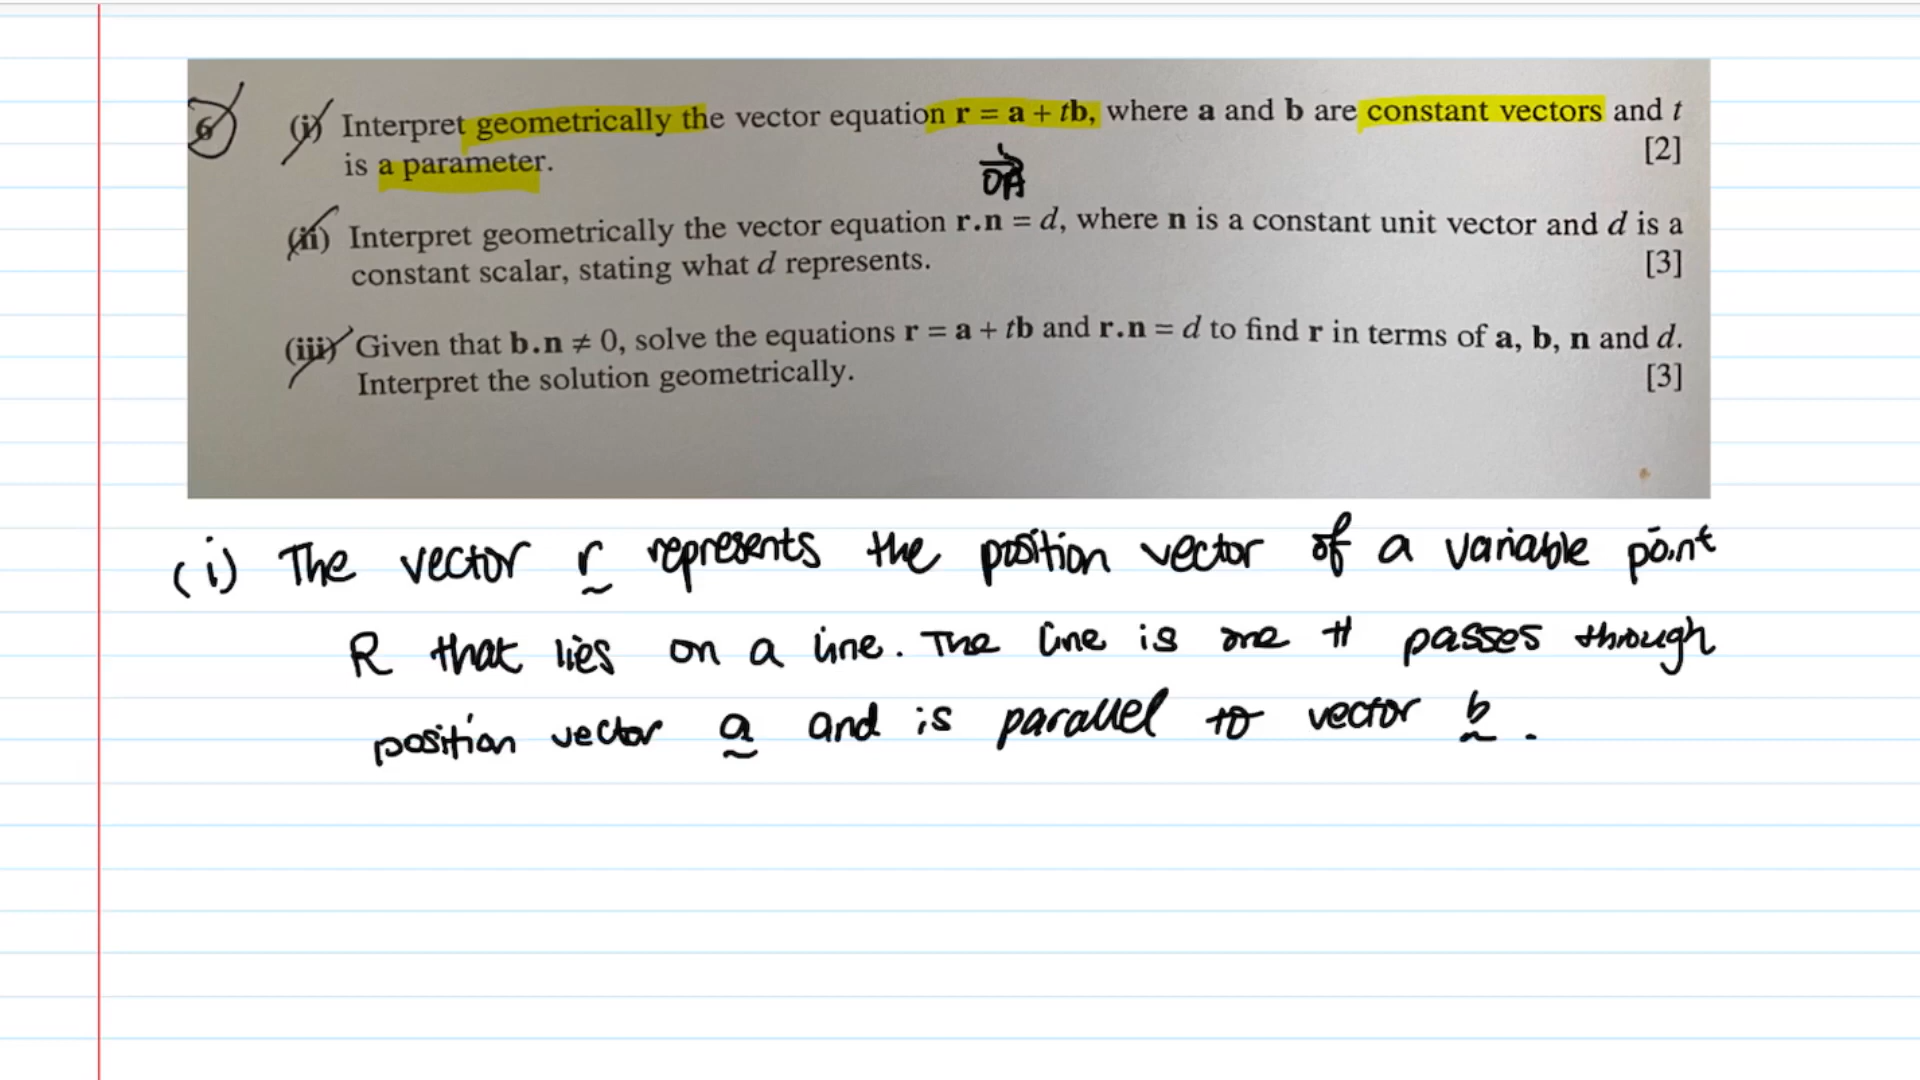 6 (i) Interpret geometrically the vector equation r = a + tb, where a and b are constant vectors and t
is a parameter. [2]
OA
(ii) Interpret geometrically the vector equation r.n = d, where n is a constant unit vector and d is a
constant scalar, stating what d represents. [3]
(iii) Given that b.n ≠ 0, solve the equations r = a + tb and r.n = d to find r in terms of a, b, n and d.
Interpret the solution geometrically. [3]
(i) The vector r represents the position vector of a variable point
R that lies on a line. The line is one tt passes through
position vector a and is parallel to vector b.